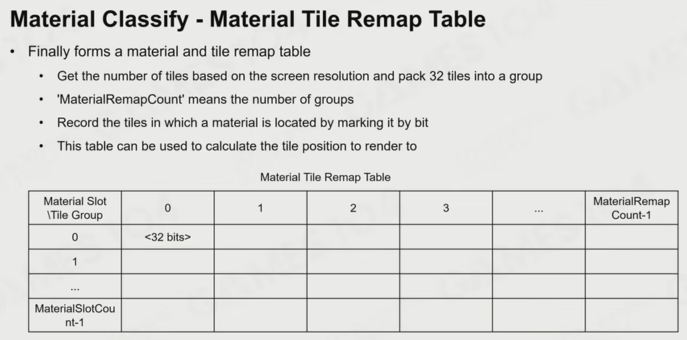 Material Classify - Material Tile Remap Table
• Finally forms a material and tile remap table
• Get the number of tiles based on the screen resolution and pack 32 tiles into a group
• 'MaterialRemapCount' means the number of groups
• Record the tiles in which a material is located by marking it by bit
• This table can be used to calculate the tile position to render to
Material Tile Remap Table
Material Slot
\Tile Group
0
1
2
3
...
MaterialRemap
Count-1
0
<32 bits>
1
...
MaterialSlotCou
nt-1